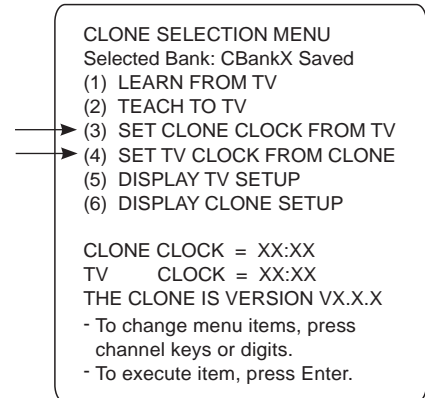 CLONE SELECTION MENU
Selected Bank: CBankX Saved
(1) LEARN FROM TV
(2) TEACH TO TV
(3) SET CLONE CLOCK FROM TV
(4) SET TV CLOCK FROM CLONE
(5) DISPLAY TV SETUP
(6) DISPLAY CLONE SETUP
CLONE CLOCK = XX:XX
TV CLOCK = XX:XX
THE CLONE IS VERSION VX.X.X
- To change menu items, press
channel keys or digits.
- To execute item, press Enter.